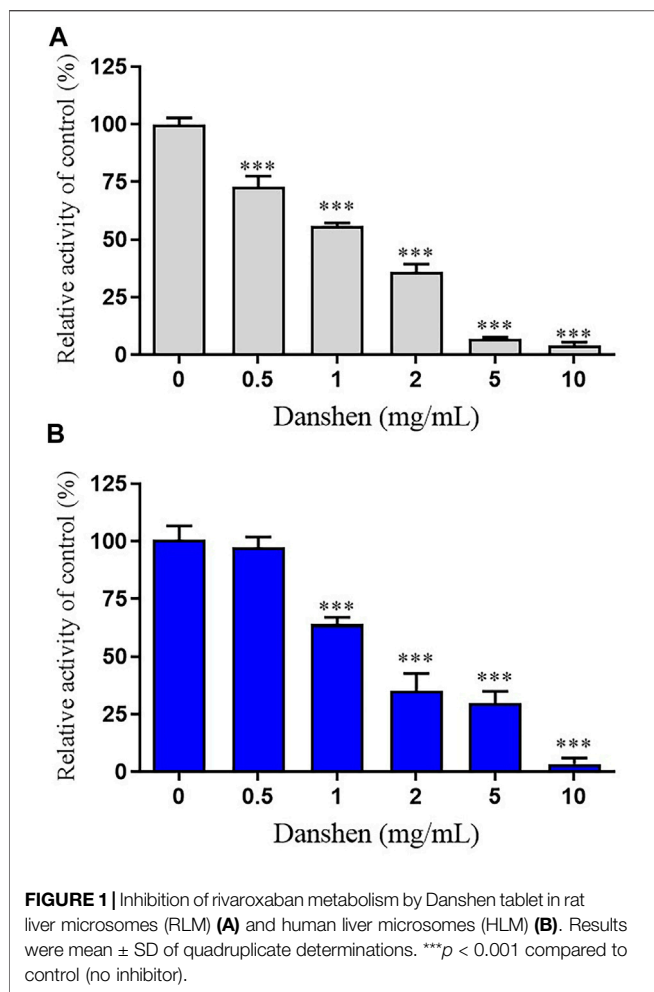 A
Relative activity of control (%)
125
100
75
50
25
0
***
***
***
***
***
0 0.5 1 2 5 10
Danshen (mg/mL)
B
Relative activity of control (%)
125
100
75
50
25
0
***
***
***
***
0 0.5 1 2 5 10
Danshen (mg/mL)
FIGURE 1 | Inhibition of rivaroxaban metabolism by Danshen tablet in rat
liver microsomes (RLM) (A) and human liver microsomes (HLM) (B). Results
were mean ± SD of quadruplicate determinations. ***p < 0.001 compared to
control (no inhibitor).